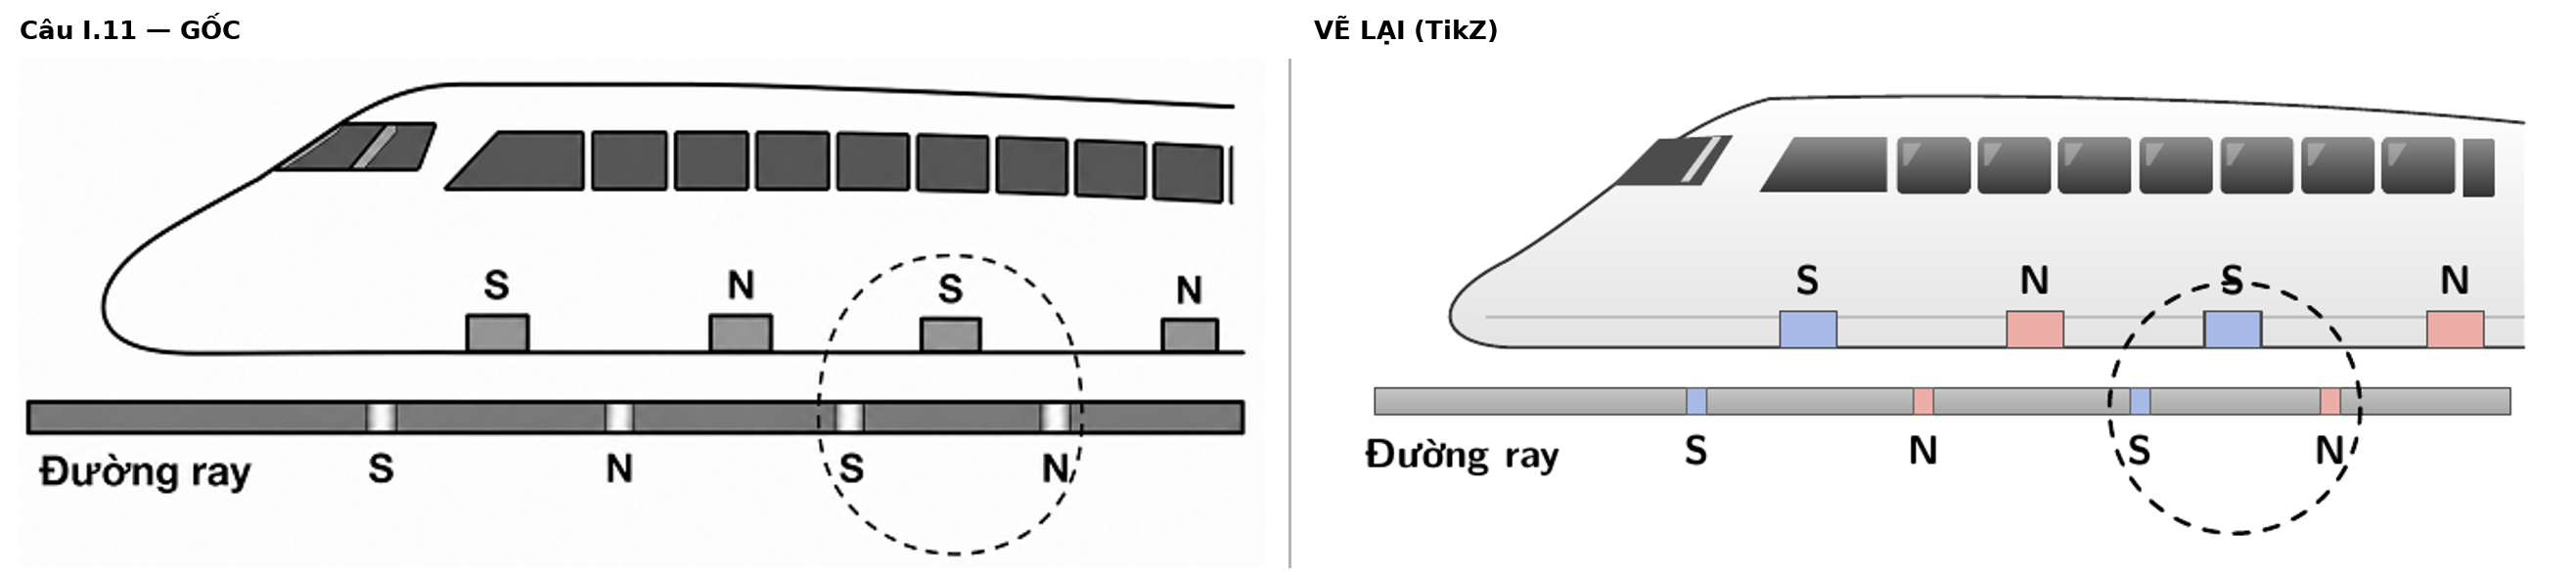 Câu I.11 — GỐC
S N S N
Đường ray S N S N
VẼ LẠI (TikZ)
S N S N
Đường ray S N S N